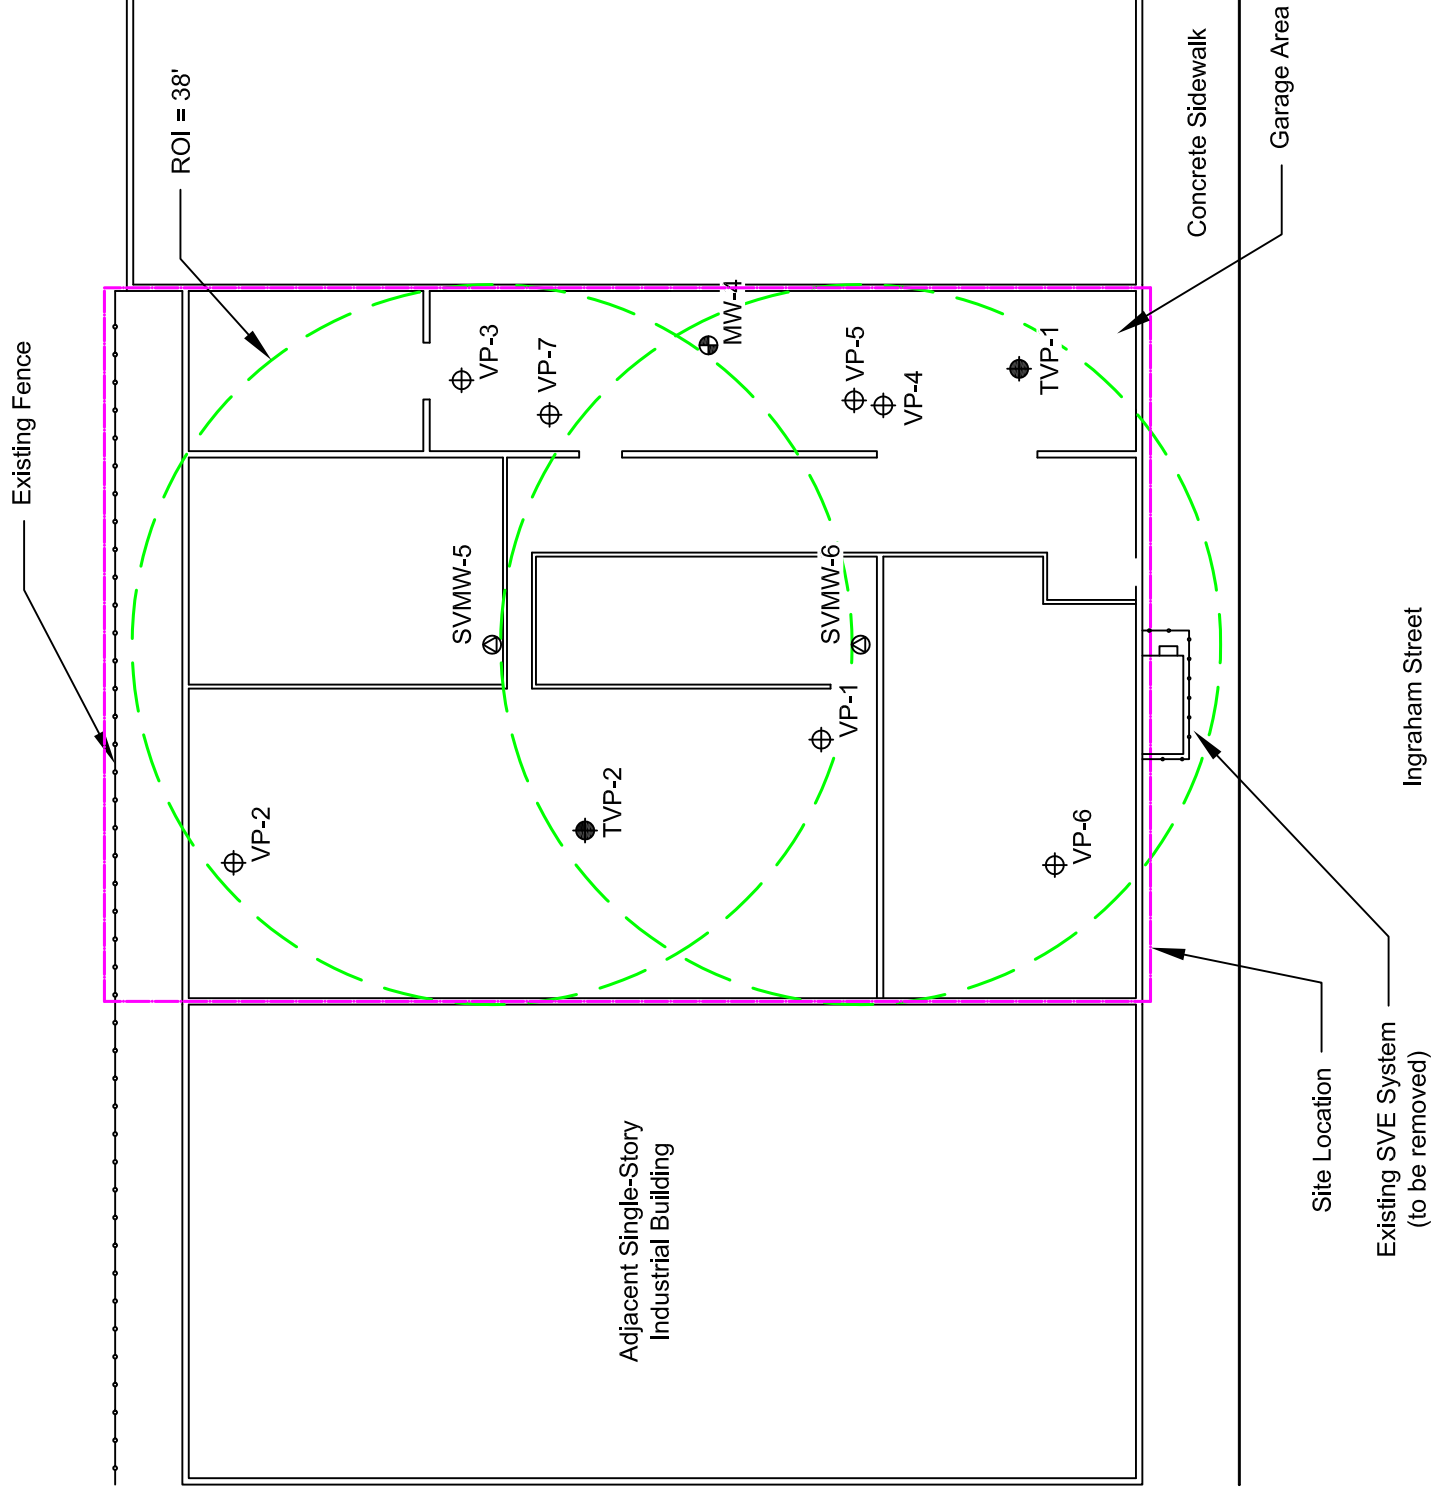 Existing Fence
ROI = 38'
Concrete Sidewalk
Garage Area
MW-4
VP-3
VP-7
VP-5
VP-4
TVP-1
SVMW-5
SVMW-6
VP-1
VP-2
TVP-2
VP-6
Ingraham Street
Site Location
Existing SVE System
(to be removed)
Adjacent Single-Story
Industrial Building